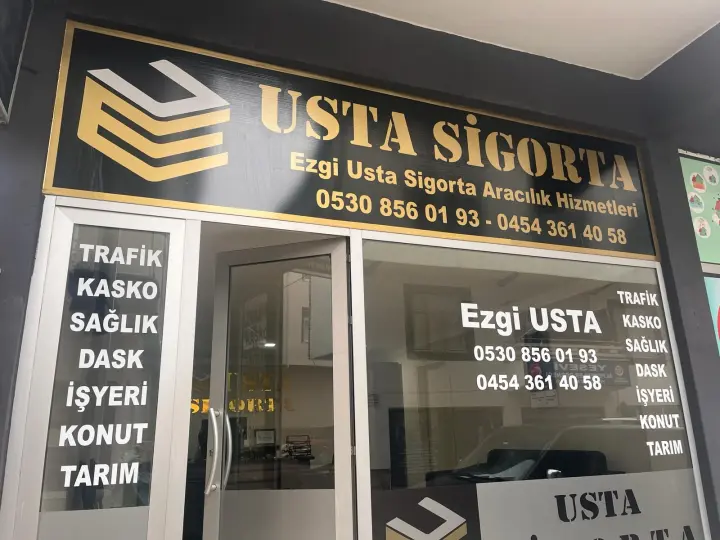 USTA SİGORTA
Ezgi Usta Sigorta Aracılık Hizmetleri
0530 856 01 93 - 0454 361 40 58
TRAFİK
KASKO
SAĞLIK
DASK
İŞYERİ
KONUT
TARIM
Ezgi USTA
0530 856 01 93
0454 361 40 58
TRAFİK
KASKO
SAĞLIK
DASK
İŞYERİ
KONUT
TARIM
USTA
SİGORTA